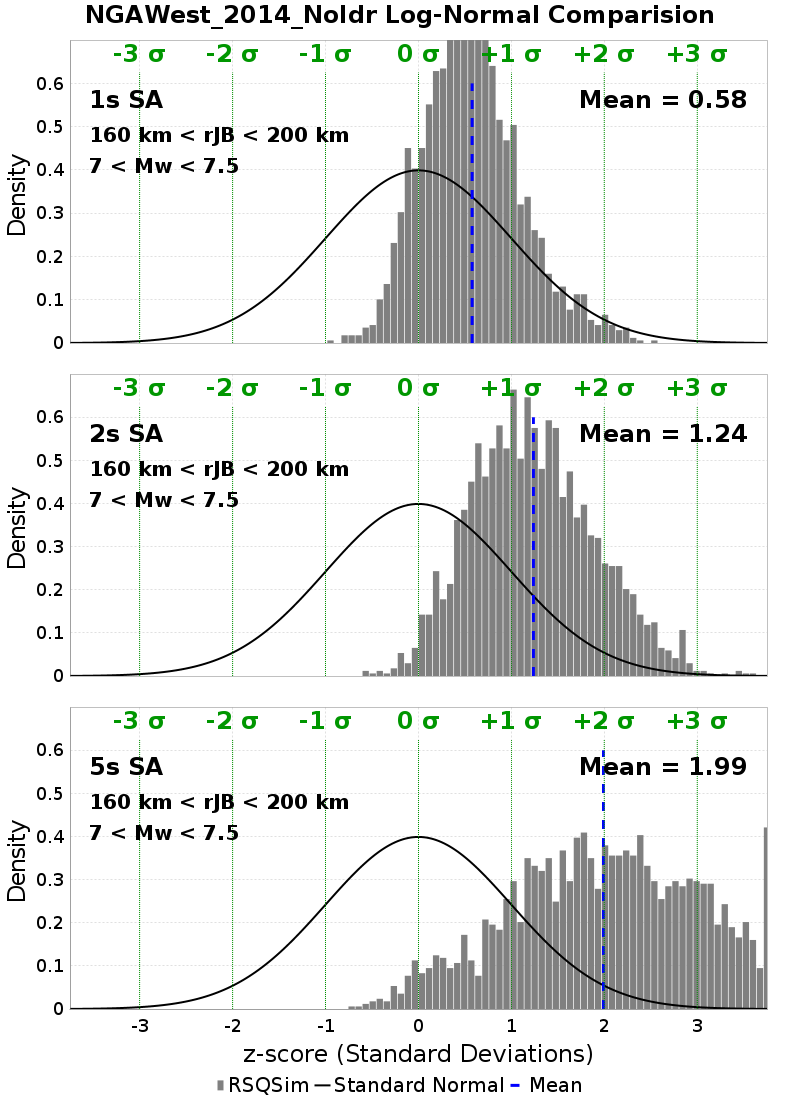 NGAWest_2014_NoIdr Log-Normal Comparision
-3 σ -2 σ -1 σ 0 σ +1 σ +2 σ +3 σ
1s SA Mean = 0.58
160 km < rJB < 200 km
7 < Mw < 7.5
0.6
0.5
0.4
0.3
0.2
0.1
0
Density
-3 σ -2 σ -1 σ 0 σ +1 σ +2 σ +3 σ
2s SA Mean = 1.24
160 km < rJB < 200 km
7 < Mw < 7.5
0.6
0.5
0.4
0.3
0.2
0.1
0
Density
-3 σ -2 σ -1 σ 0 σ +1 σ +2 σ +3 σ
5s SA Mean = 1.99
160 km < rJB < 200 km
7 < Mw < 7.5
0.6
0.5
0.4
0.3
0.2
0.1
0
Density
-3 -2 -1 0 1 2 3
z-score (Standard Deviations)
RSQSim Standard Normal Mean